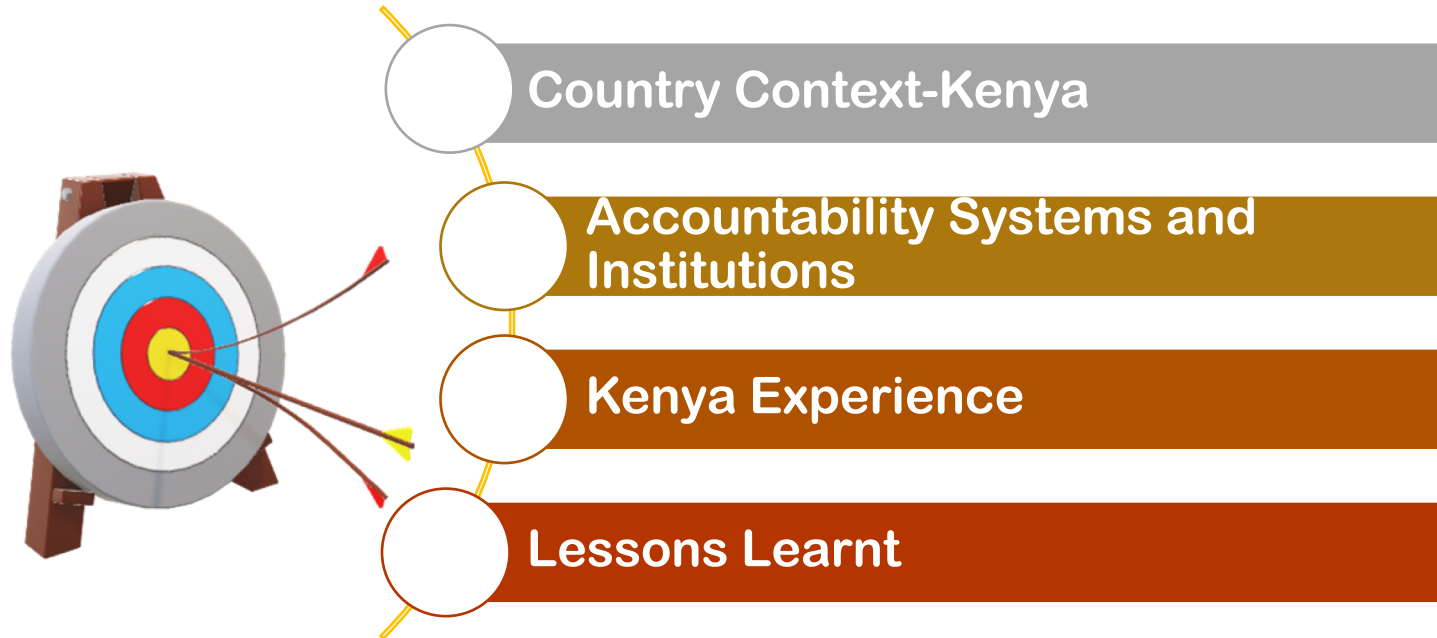 Country Context-Kenya
Accountability Systems and
Institutions
Kenya Experience
Lessons Learnt